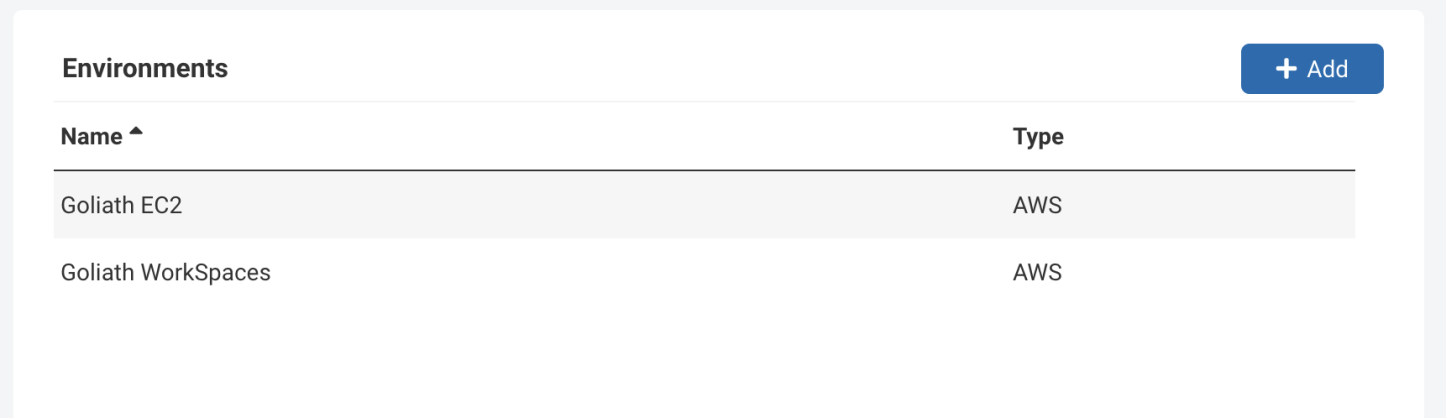 Environments
Add
Name Type
Goliath EC2 AWS
Goliath WorkSpaces AWS